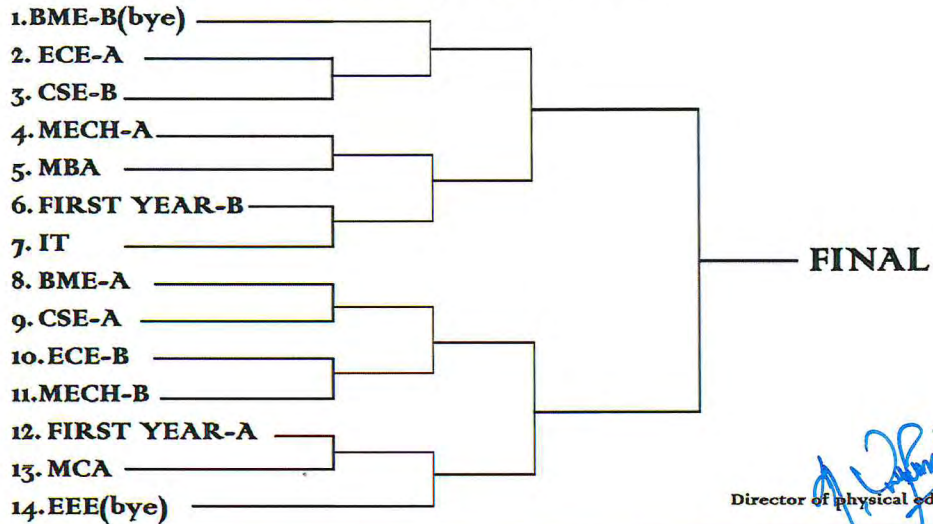 1.BME-B(bye)
2. ECE-A
3. CSE-B
4. MECH-A
5. MBA
6. FIRST YEAR-B
7. IT
8. BME-A
9. CSE-A
10.ECE-B
11.MECH-B
12. FIRST YEAR-A
13. MCA
14.EEE(bye)
FINAL
Director of physical ed